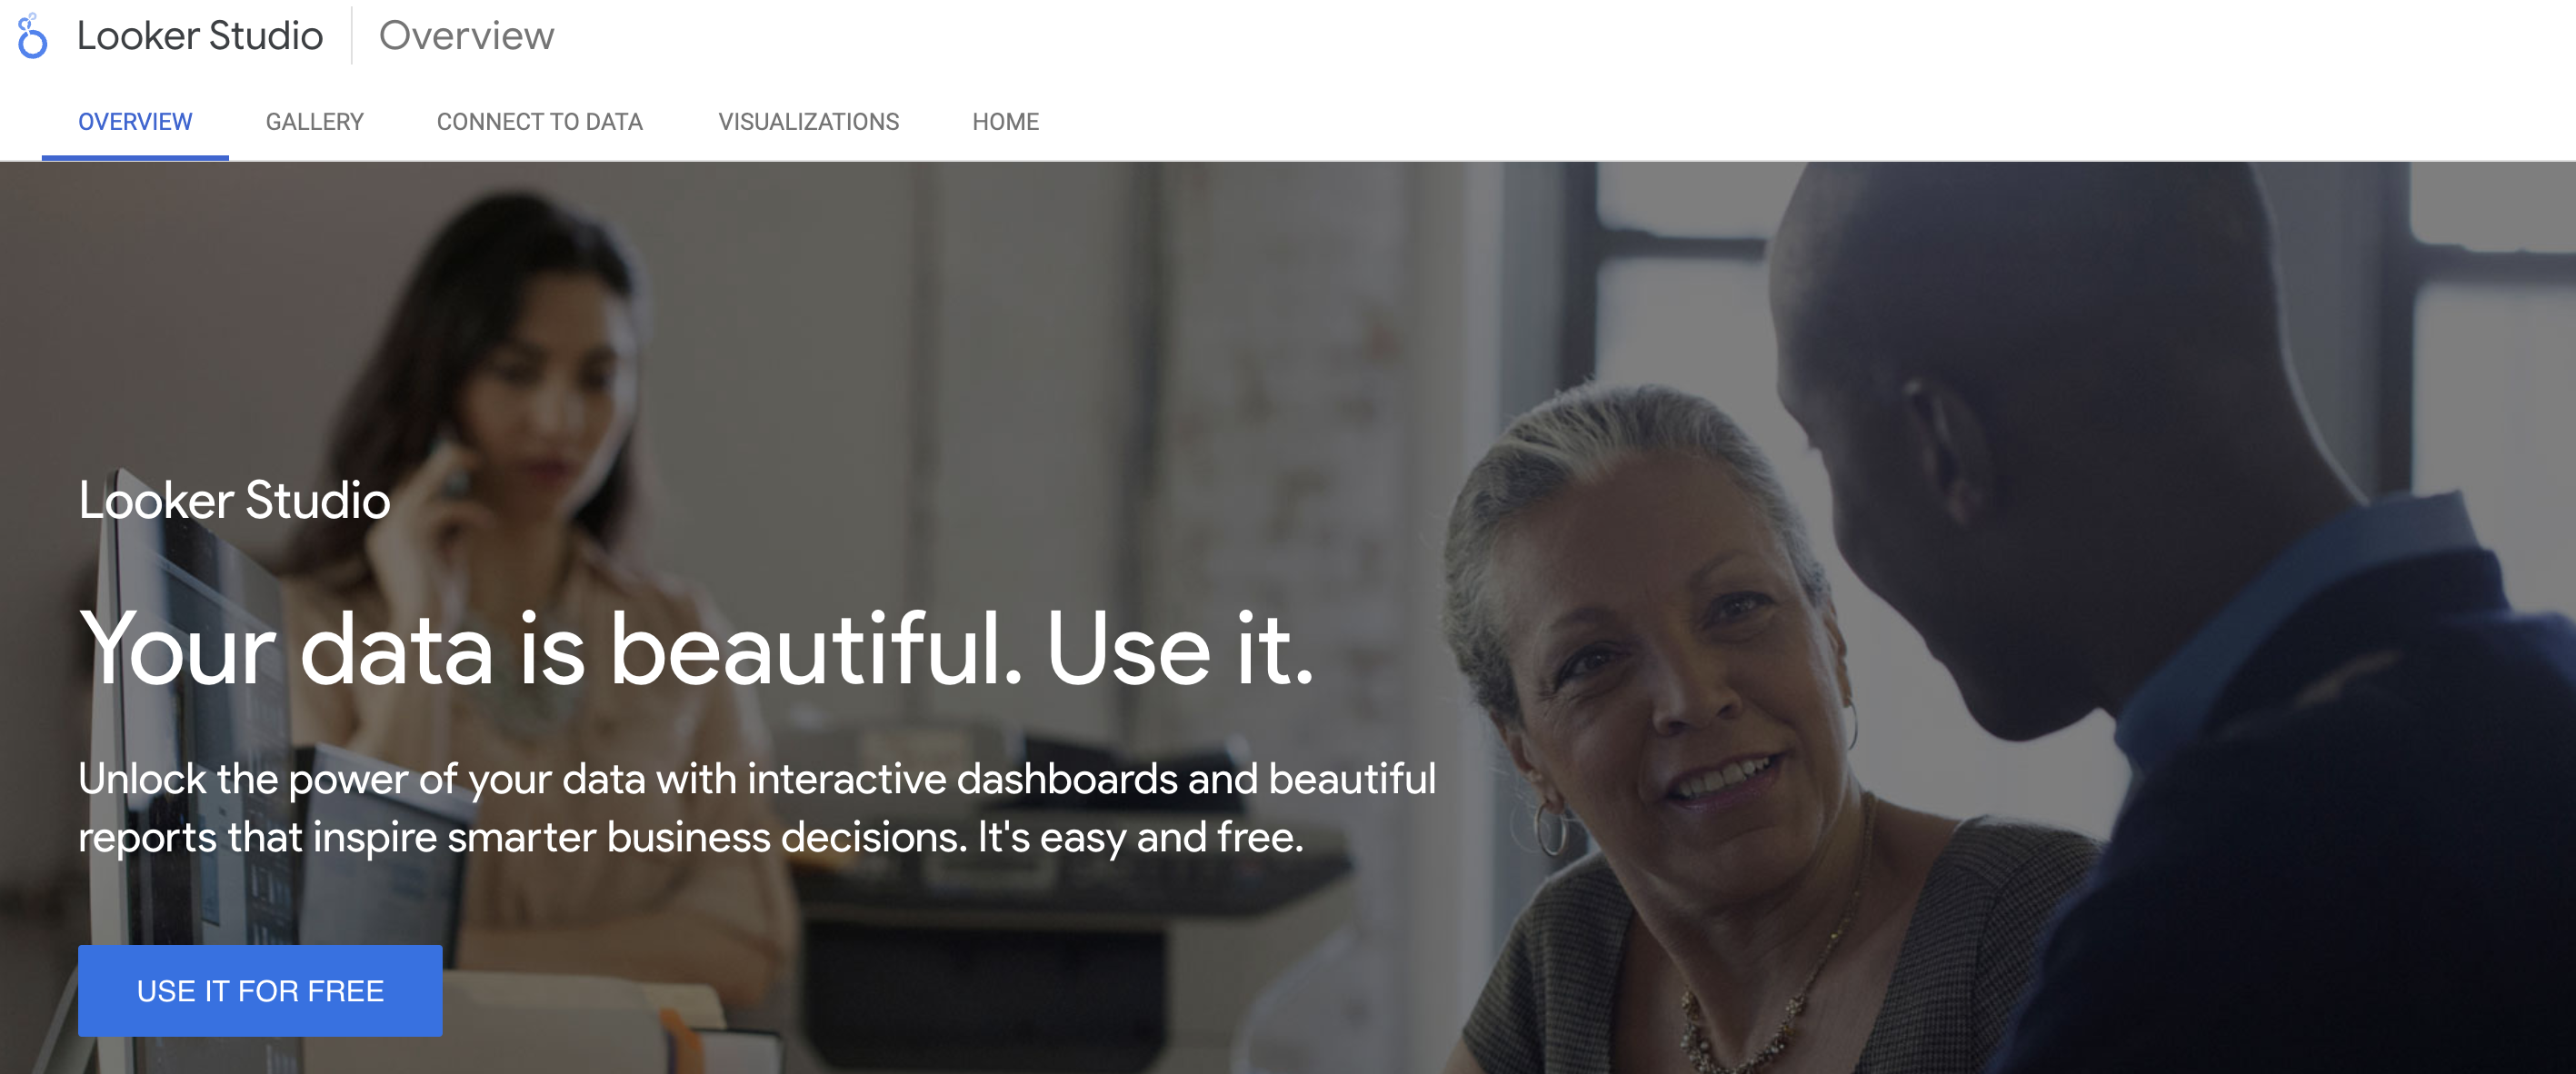 Looker Studio
Overview
OVERVIEW
GALLERY
CONNECT TO DATA
VISUALIZATIONS
HOME
Looker Studio
Your data is beautiful. Use it.
Unlock the power of your data with interactive dashboards and beautiful
reports that inspire smarter business decisions. It's easy and free.
USE IT FOR FREE